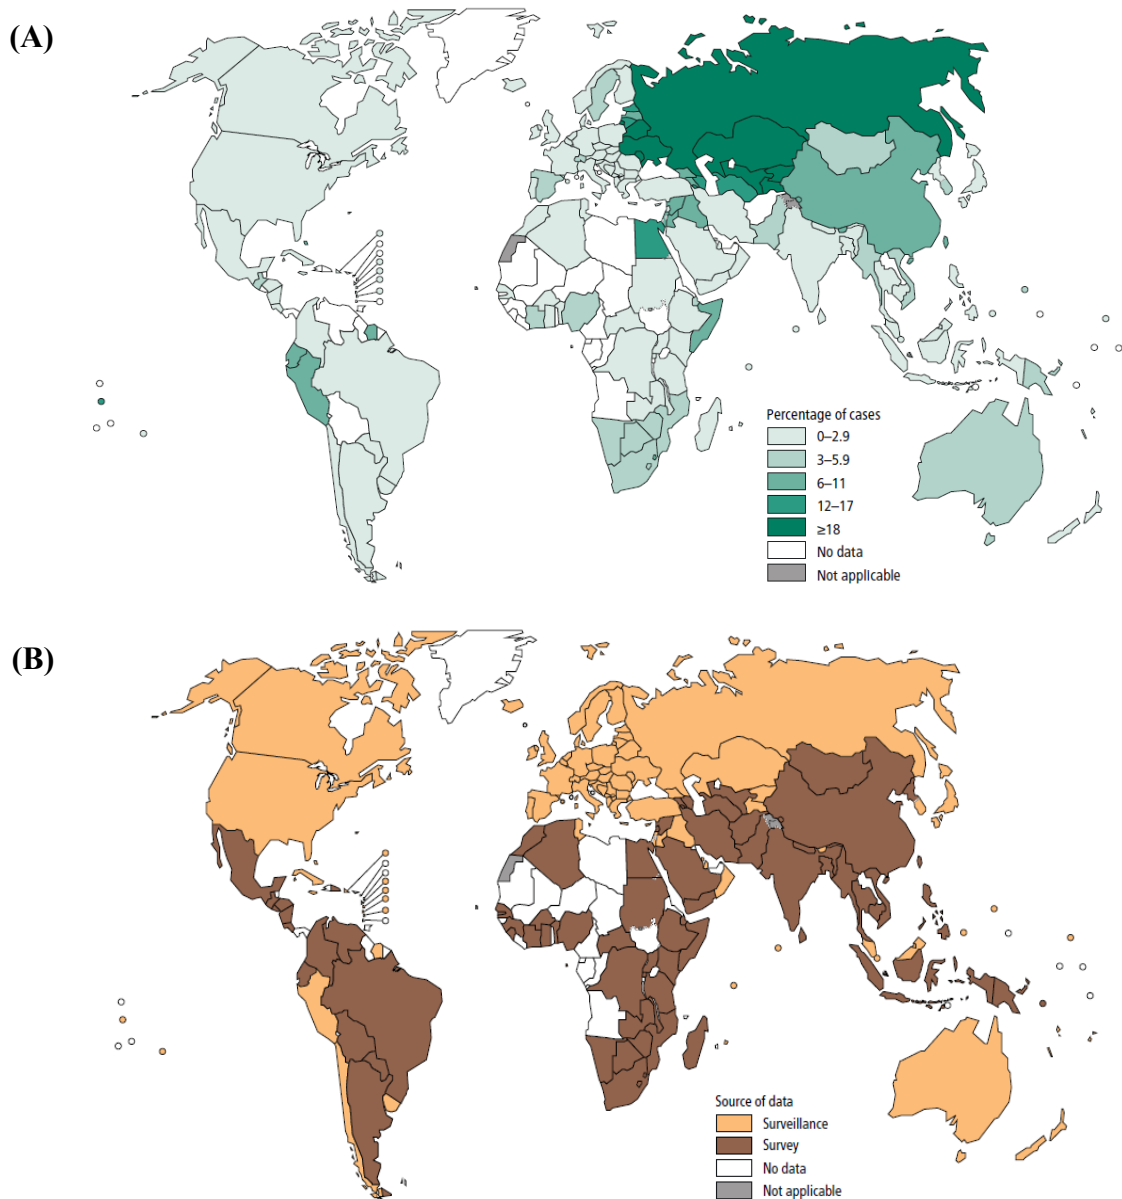 (A)
Percentage of cases
0–2.9
3–5.9
6–11
12–17
≥18
No data
Not applicable
(B)
Source of data
Surveillance
Survey
No data
Not applicable